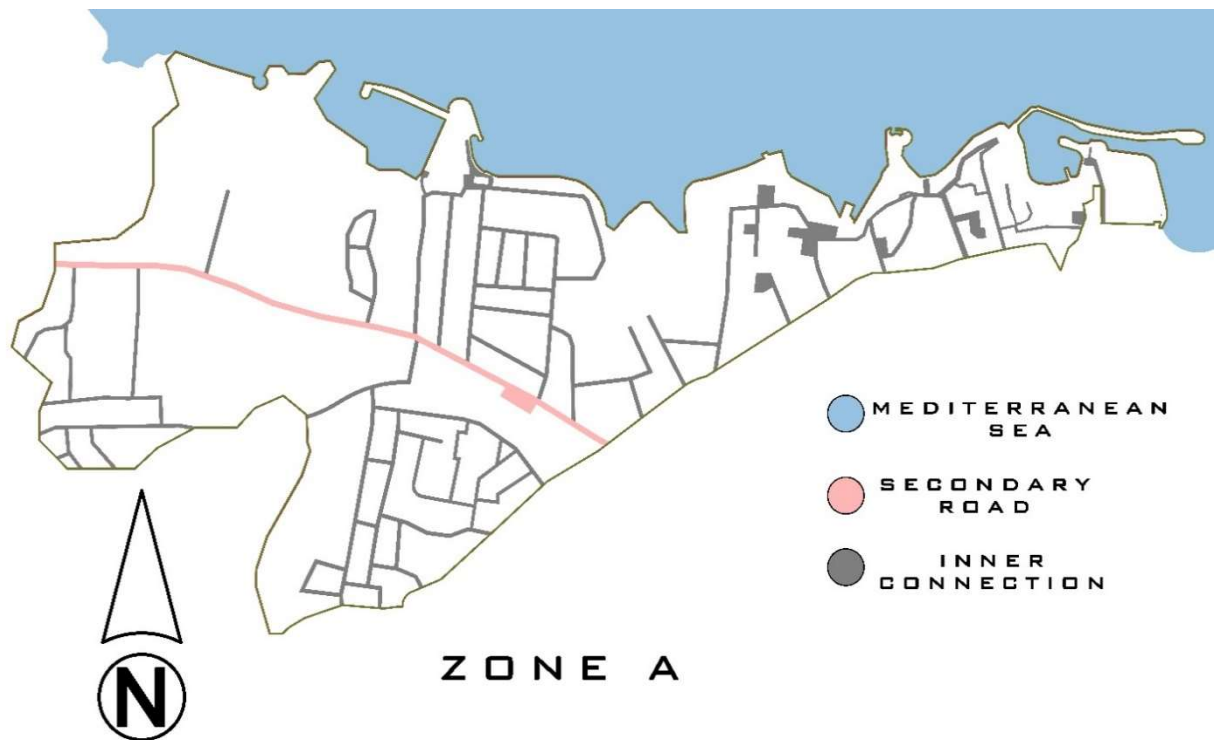 MEDITERRANEAN
SEA
SECONDARY
ROAD
INNER
CONNECTION
ZONE A
N